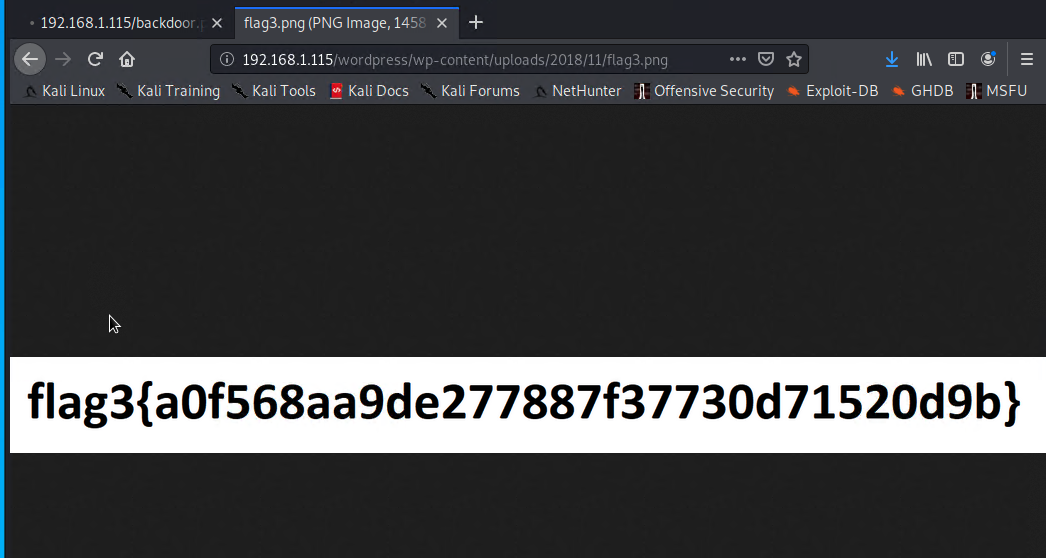 192.168.1.115/backdoor.p
flag3.png (PNG Image, 1458
192.168.1.115/wordpress/wp-content/uploads/2018/11/flag3.png
Kali Linux Kali Training Kali Tools Kali Docs Kali Forums NetHunter Offensive Security Exploit-DB GHDB MSFU
flag3{a0f568aa9de277887f37730d71520d9b}